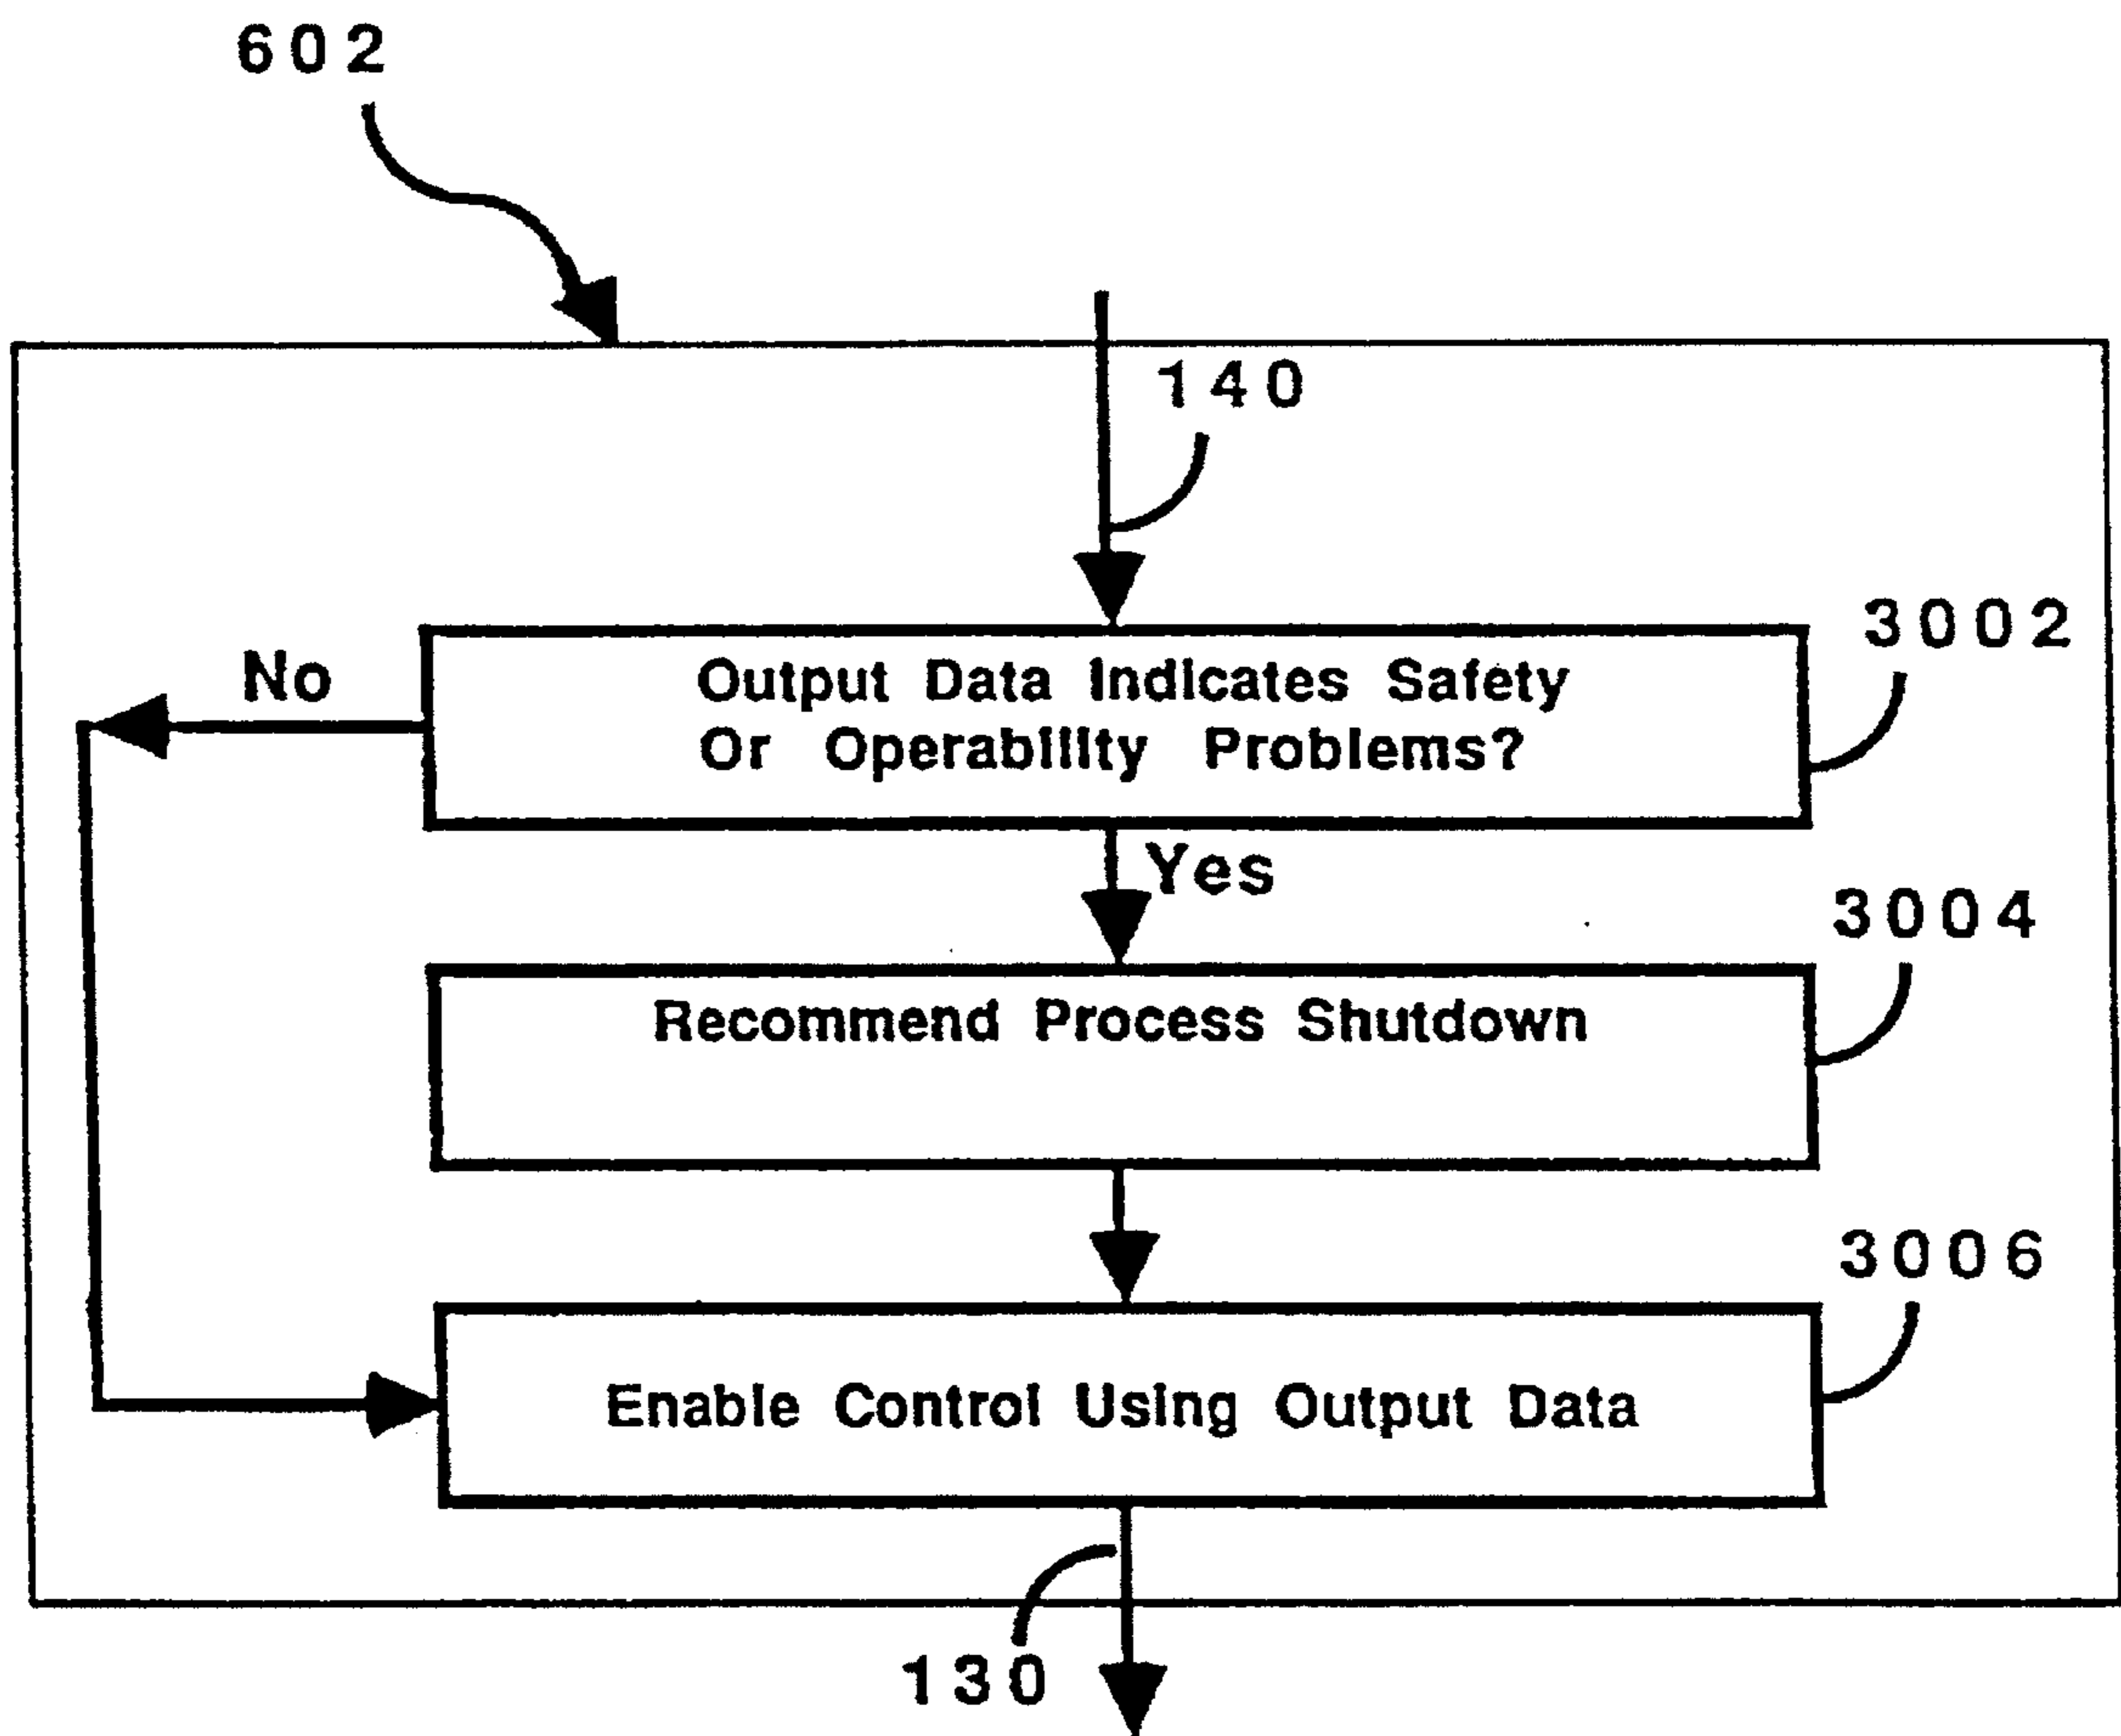 602
140
3002
No
Output Data Indicates Safety
Or Operability Problems?
Yes
3004
Recommend Process Shutdown
3006
Enable Control Using Output Data
130